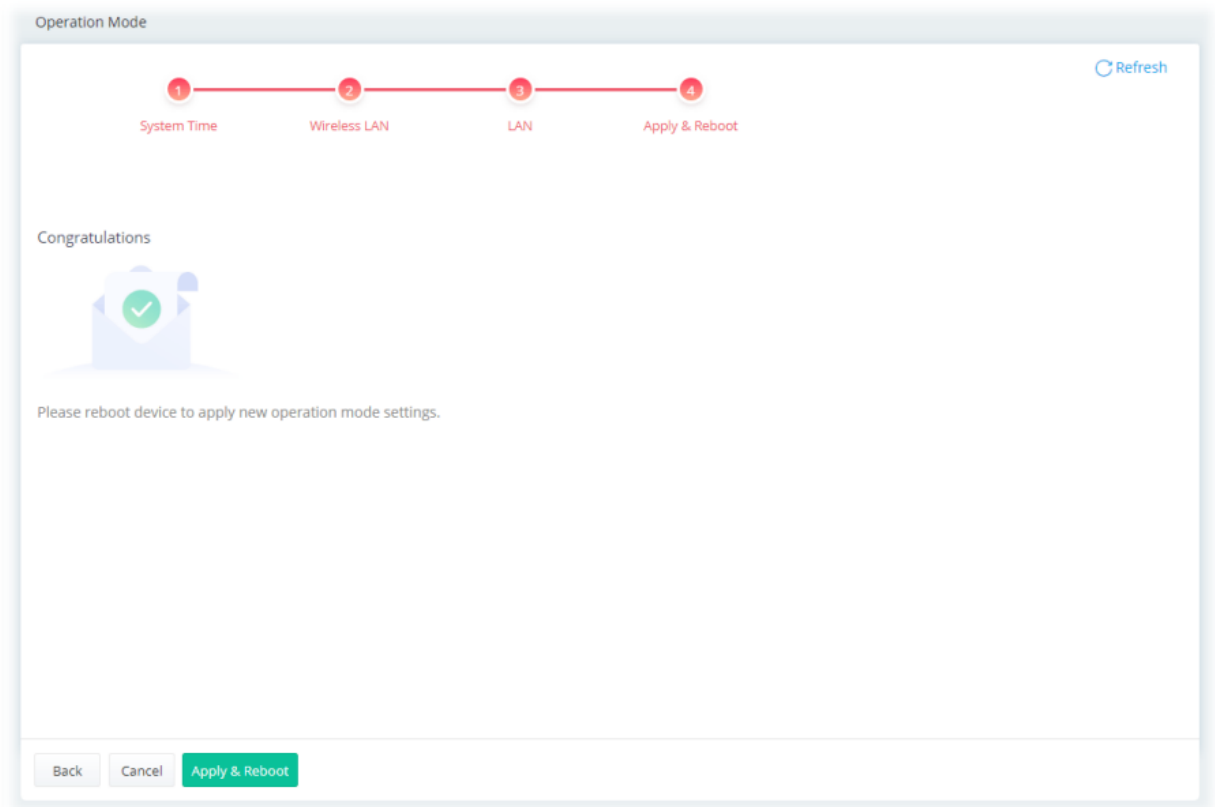 Operation Mode
Refresh
1 2 3 4
System Time Wireless LAN LAN Apply & Reboot
Congratulations
Please reboot device to apply new operation mode settings.
Back Cancel Apply & Reboot